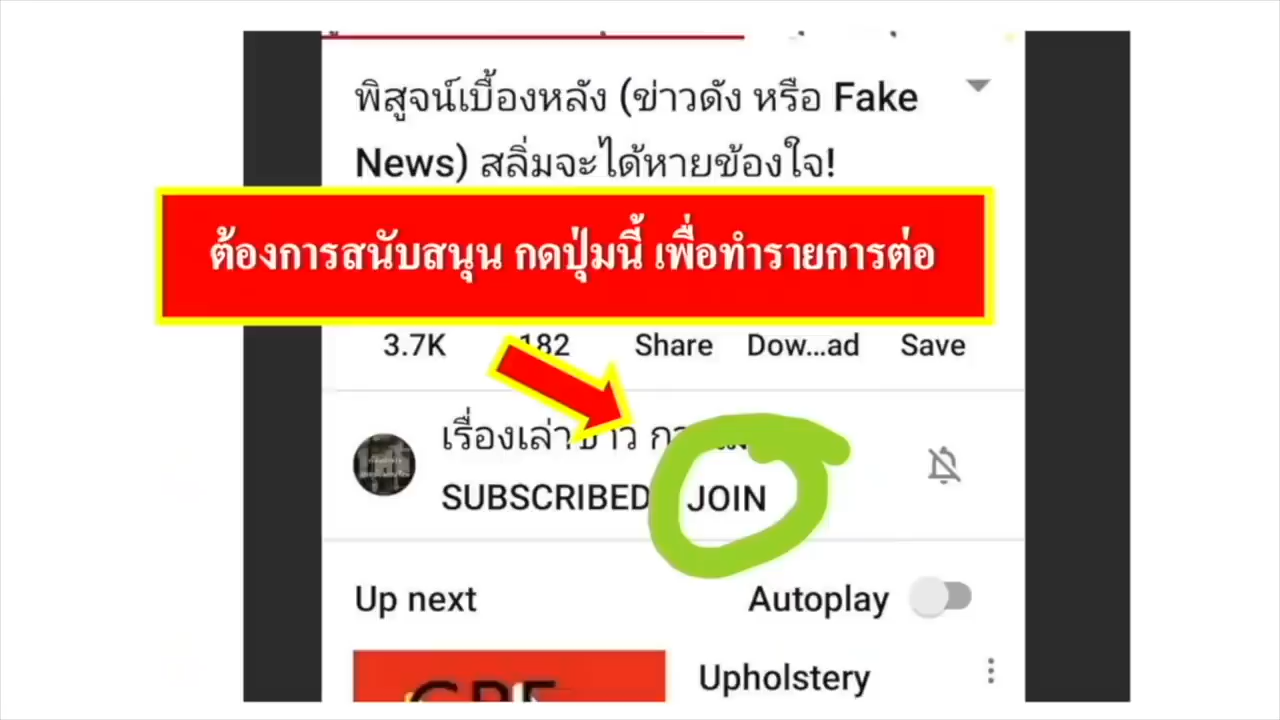 พิสูจน์เบื้องหลัง (ข่าวดัง หรือ Fake
News) สลิ่มจะได้หายข้องใจ!
ต้องการสนับสนุน กดปุ่มนี้ เพื่อทำรายการต่อ
3.7K 182 Share Dow...ad Save
เรื่องเล่าข่าว
SUBSCRIBED JOIN
Up next Autoplay
Upholstery